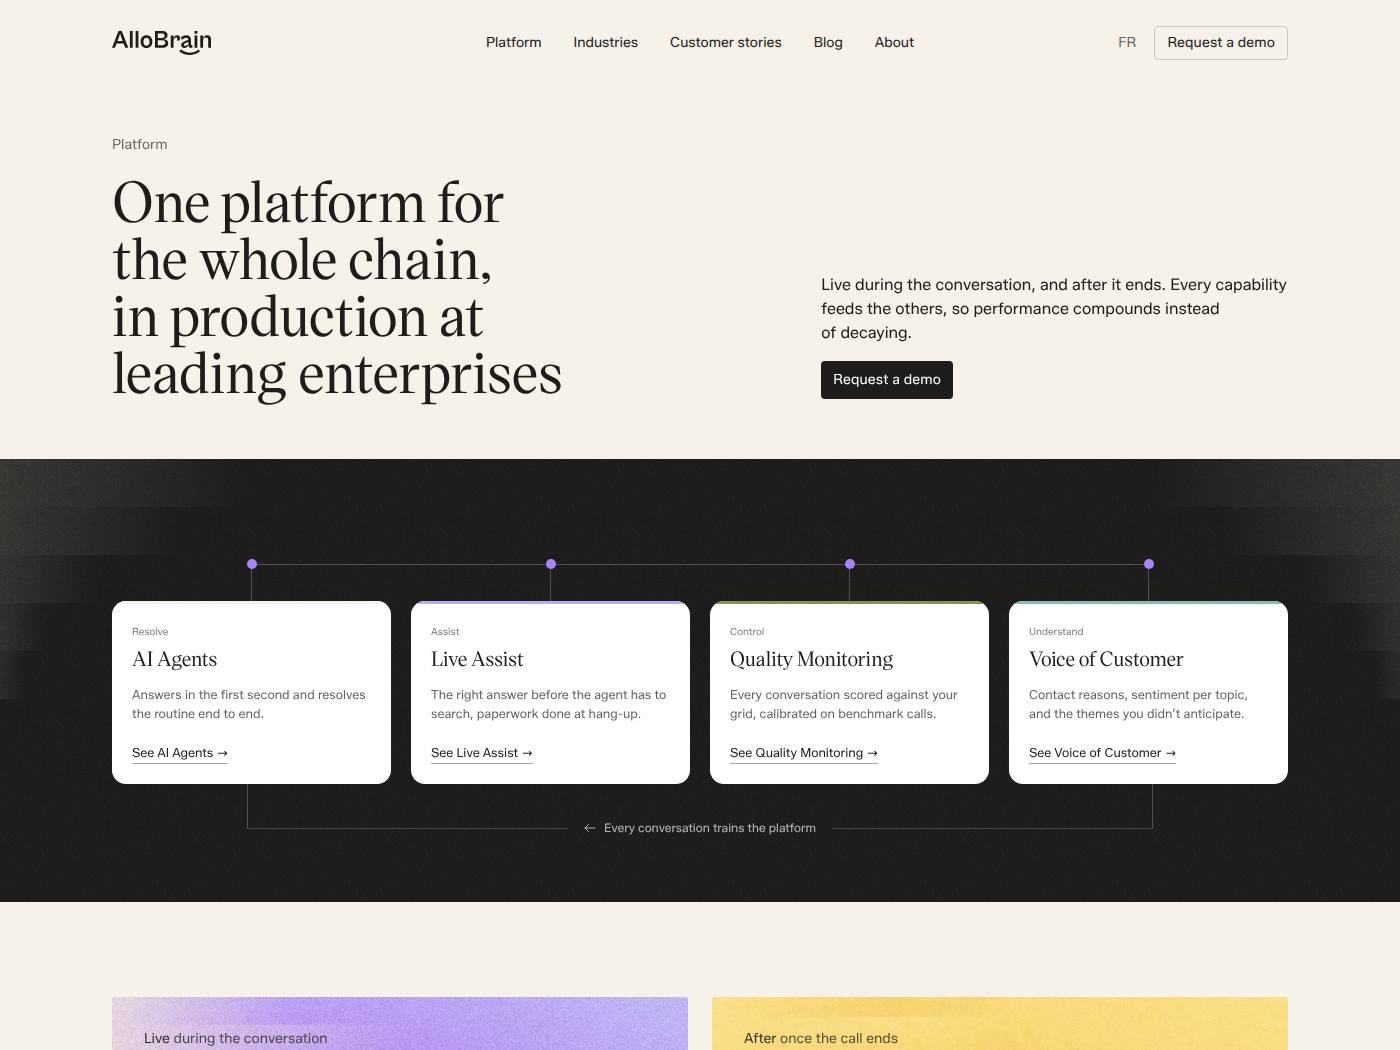 AlloBrain
Platform
Industries
Customer stories
Blog
About
FR
Request a demo
Platform
One platform for
the whole chain,
in production at
leading enterprises
Live during the conversation, and after it ends. Every capability
feeds the others, so performance compounds instead
of decaying.
Request a demo
Resolve
AI Agents
Answers in the first second and resolves
the routine end to end.
See AI Agents →
Assist
Live Assist
The right answer before the agent has to
search, paperwork done at hang-up.
See Live Assist →
Control
Quality Monitoring
Every conversation scored against your
grid, calibrated on benchmark calls.
See Quality Monitoring →
Understand
Voice of Customer
Contact reasons, sentiment per topic,
and the themes you didn’t anticipate.
See Voice of Customer →
← Every conversation trains the platform
Live during the conversation
After once the call ends